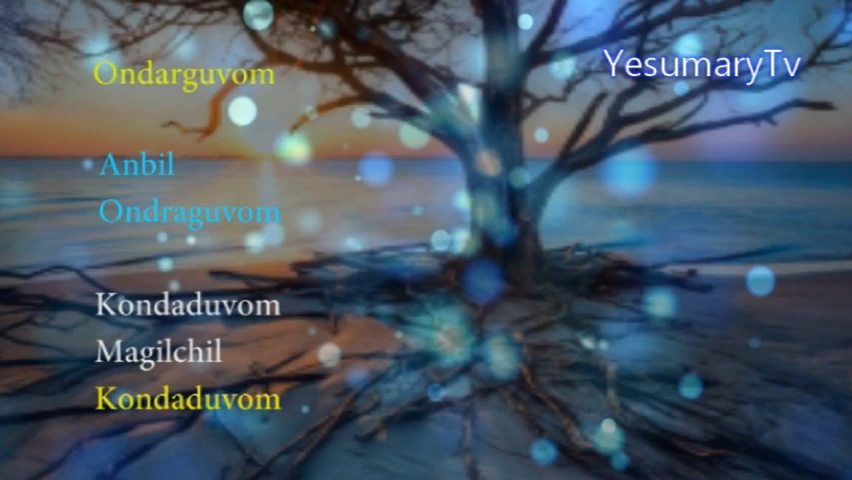 YesumaryTv
Ondarguvom
Anbil
Ondraguvom
Kondaduvom
Magilchil
Kondaduvom